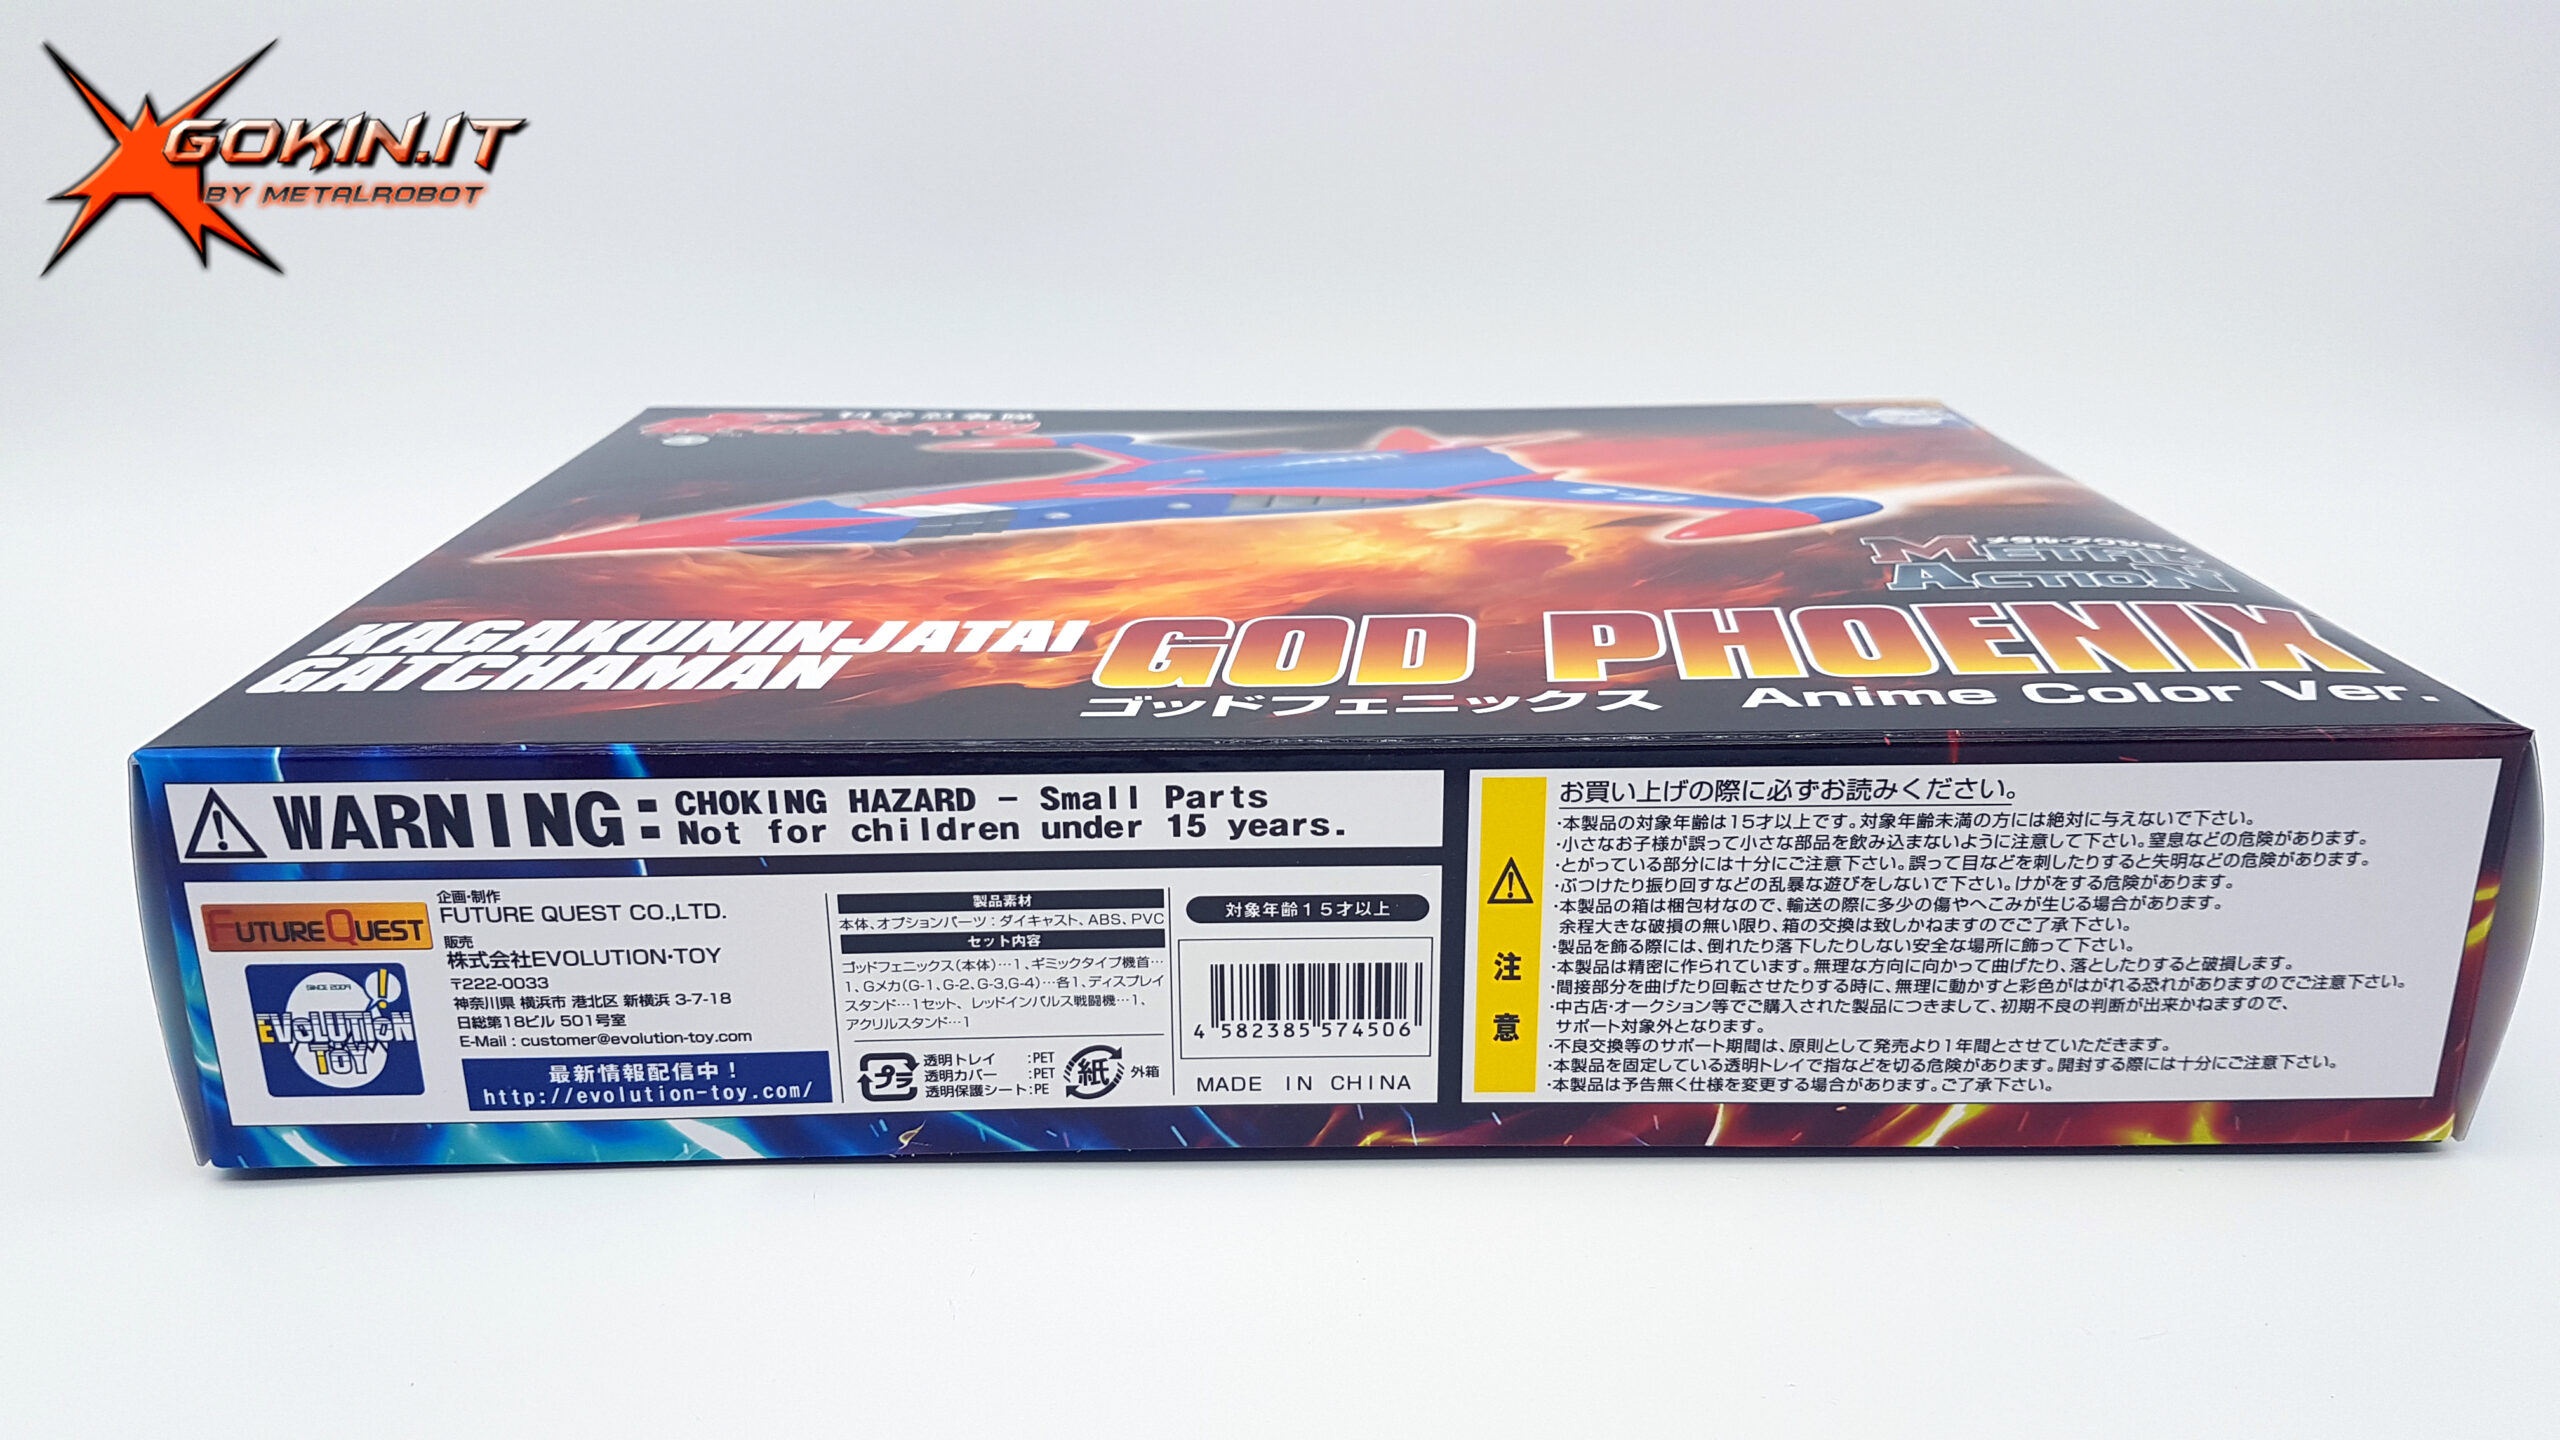 GOKIN.IT
BY METALROBOT
科学忍者隊
メタル・アクション
METAL
ACTION
KAGAKUNINJATAI
GATCHAMAN
GOD PHOENIX
ゴッドフェニックス Anime Color Ver.
WARNING: CHOKING HAZARD - Small Parts
Not for children under 15 years.
FUTUREQUEST
企画・制作
FUTURE QUEST CO.,LTD.
販売
株式会社EVOLUTION・TOY
〒222-0033
神奈川県 横浜市 港北区 新横浜 3-7-18
日総第18ビル 501号室
E-Mail : customer@evolution-toy.com
SINCE 2009
EVOLUTION
TOY
最新情報配信中！
http://evolution-toy.com/
製品素材
本体、オプションパーツ：ダイキャスト、ABS、PVC
セット内容
ゴッドフェニックス(本体)…1、ギミックタイプ機首…
1、Gメカ(G-1、G-2、G-3、G-4)…各1、ディスプレイ
スタンド…1セット、レッドインパルス戦闘機…1、
アクリルスタンド…1
プラ
透明トレイ :PET
透明カバー :PET
透明保護シート:PE
紙 外箱
対象年齢15才以上
4 582385 574506
MADE IN CHINA
注意
お買い上げの際に必ずお読みください。
・本製品の対象年齢は15才以上です。対象年齢未満の方には絶対に与えないで下さい。
・小さなお子様が誤って小さな部品を飲み込まないように注意して下さい。窒息などの危険があります。
・とがっている部分には十分にご注意下さい。誤って目などを刺したりすると失明などの危険があります。
・ぶつけたり振り回すなどの乱暴な遊びをしないで下さい。けがをする危険があります。
・本製品の箱は梱包材なので、輸送の際に多少の傷やへこみが生じる場合があります。
余程大きな破損の無い限り、箱の交換は致しかねますのでご了承下さい。
・製品を飾る際には、倒れたり落下したりしない安全な場所に飾って下さい。
・本製品は精密に作られています。無理な方向に向かって曲げたり、落としたりすると破損します。
・間接部分を曲げたり回転させたりする時に、無理に動かすと彩色がはがれる恐れがありますのでご注意下さい。
・中古店・オークション等でご購入された製品につきまして、初期不良の判断が出来かねますので、
サポート対象外となります。
・不良交換等のサポート期間は、原則として発売より1年間とさせていただきます。
・本製品を固定している透明トレイで指などを切る危険があります。開封する際には十分にご注意下さい。
・本製品は予告無く仕様を変更する場合があります。ご了承下さい。